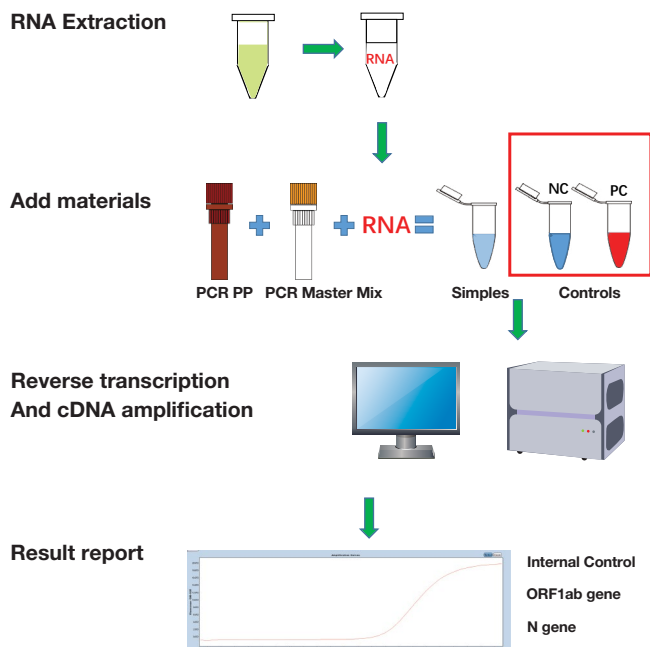 RNA Extraction
RNA
Add materials
NC
PC
RNA
PCR PP
PCR Master Mix
Simples
Controls
Reverse transcription
And cDNA amplification
Result report
Internal Control
ORF1ab gene
N gene